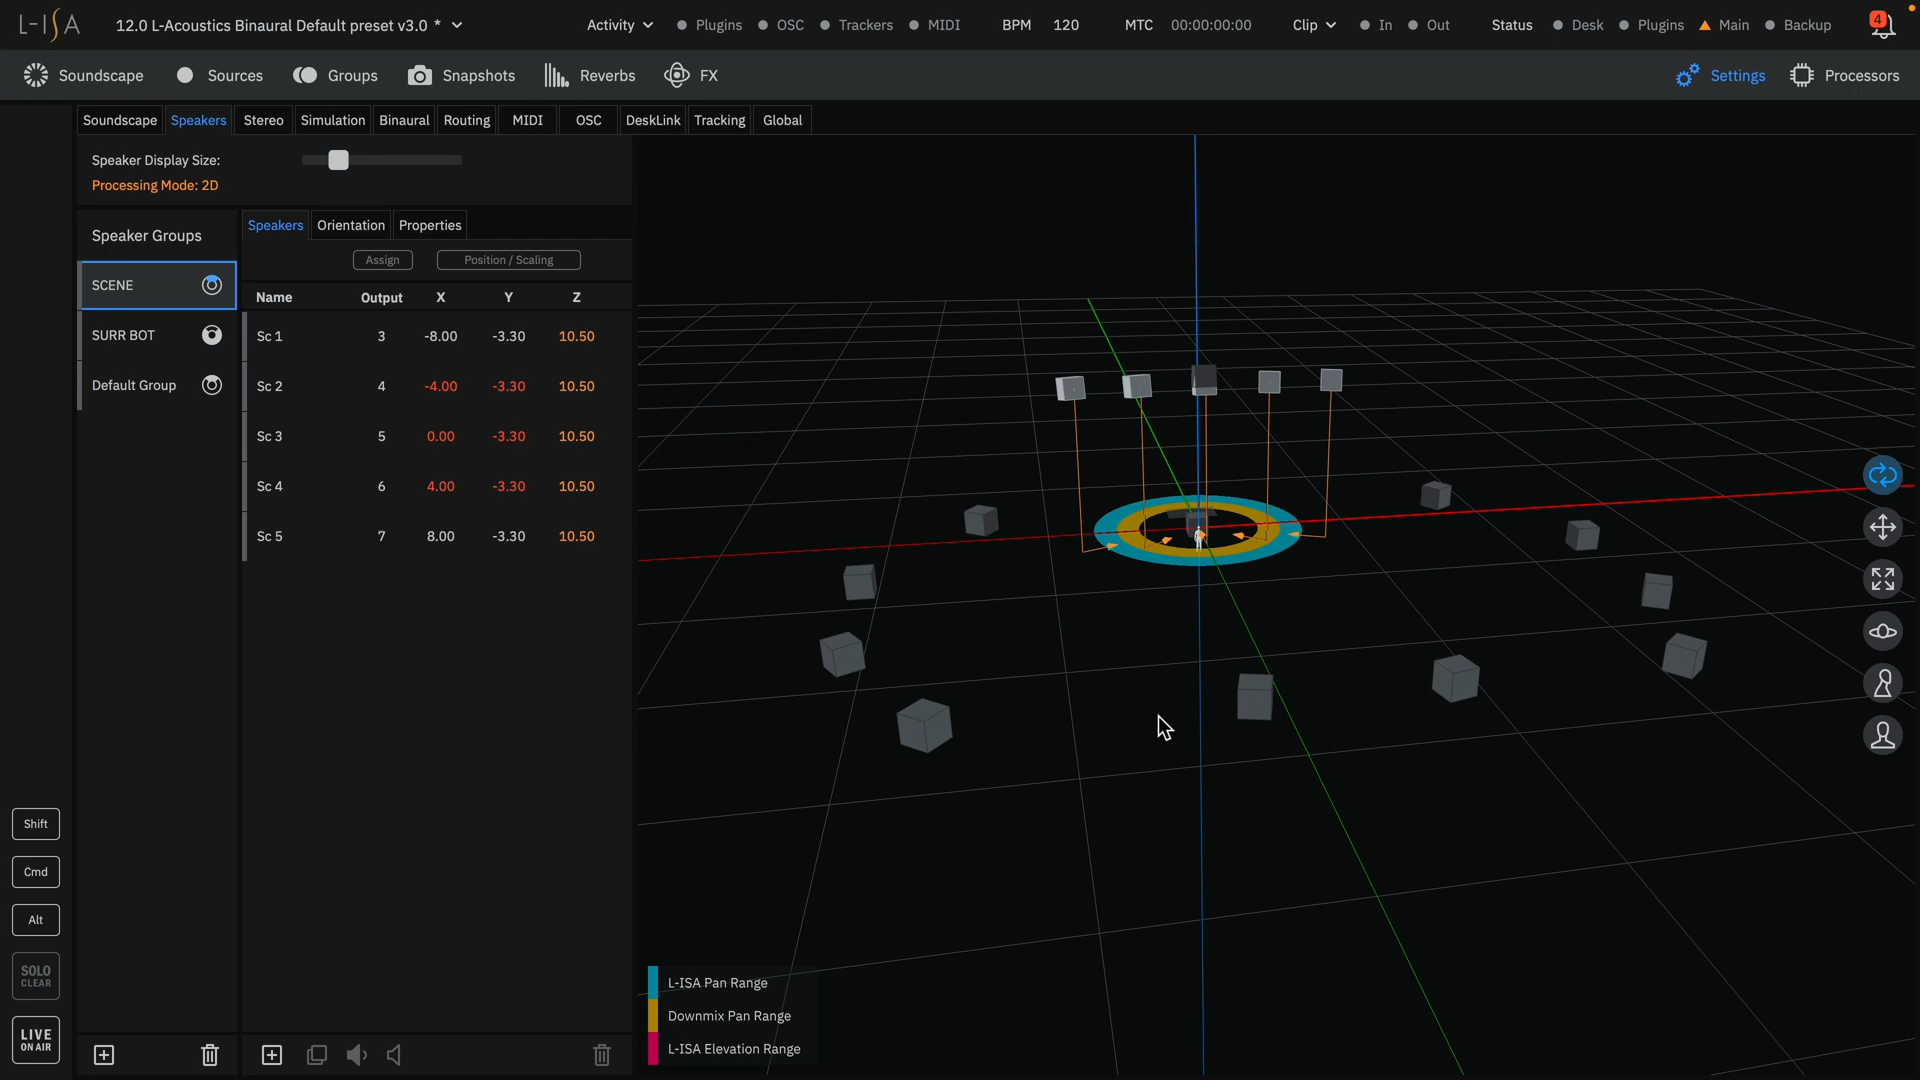 L-ISA
12.0 L-Acoustics Binaural Default preset v3.0 *
Activity
Plugins
OSC
Trackers
MIDI
BPM
120
MTC
00:00:00:00
Clip
In
Out
Status
Desk
Plugins
Main
Backup
4
Soundscape
Sources
Groups
Snapshots
Reverbs
FX
Settings
Processors
Soundscape
Speakers
Stereo
Simulation
Binaural
Routing
MIDI
OSC
DeskLink
Tracking
Global
Speaker Display Size:
Processing Mode: 2D
Speaker Groups
SCENE
SURR BOT
Default Group
Speakers
Orientation
Properties
Assign
Position / Scaling
Name Output X Y Z
Sc 1 3 -8.00 -3.30 10.50
Sc 2 4 -4.00 -3.30 10.50
Sc 3 5 0.00 -3.30 10.50
Sc 4 6 4.00 -3.30 10.50
Sc 5 7 8.00 -3.30 10.50
Shift
Cmd
Alt
SOLO
CLEAR
LIVE
ON AIR
L-ISA Pan Range
Downmix Pan Range
L-ISA Elevation Range